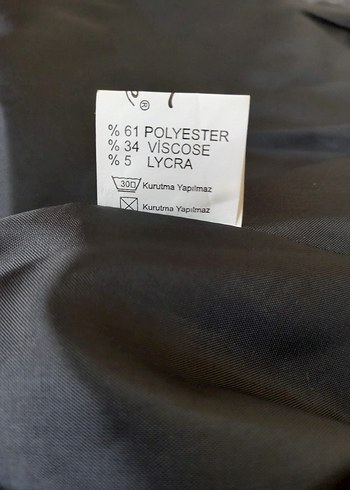 ®
% 61 POLYESTER
% 34 VİSCOSE
% 5 LYCRA
30 Kurutma Yapılmaz
Kurutma Yapılmaz